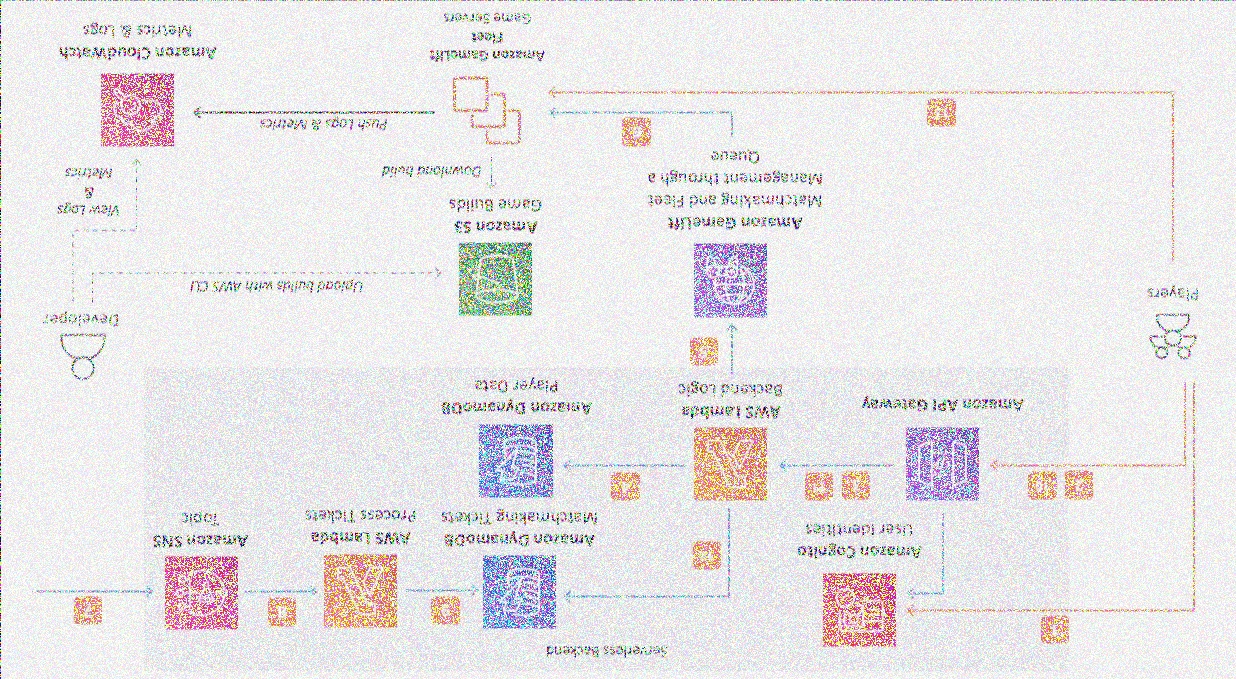 Serverless Backend
Amazon Cognito
User Identities
Amazon DynamoDB
Matchmaking Tickets
AWS Lambda
Process Tickets
Amazon SNS
Topic
Amazon API Gateway
AWS Lambda
Backend Logic
Amazon DynamoDB
Player Data
Players
Developer
Upload builds with AWS CLI
Amazon GameLift
Matchmaking and Fleet
Management through a
Queue
Amazon S3
Game Builds
View Logs
&
Metrics
Download build
Push Logs & Metrics
Amazon GameLift
Fleet
Game Servers
Amazon CloudWatch
Metrics & Logs